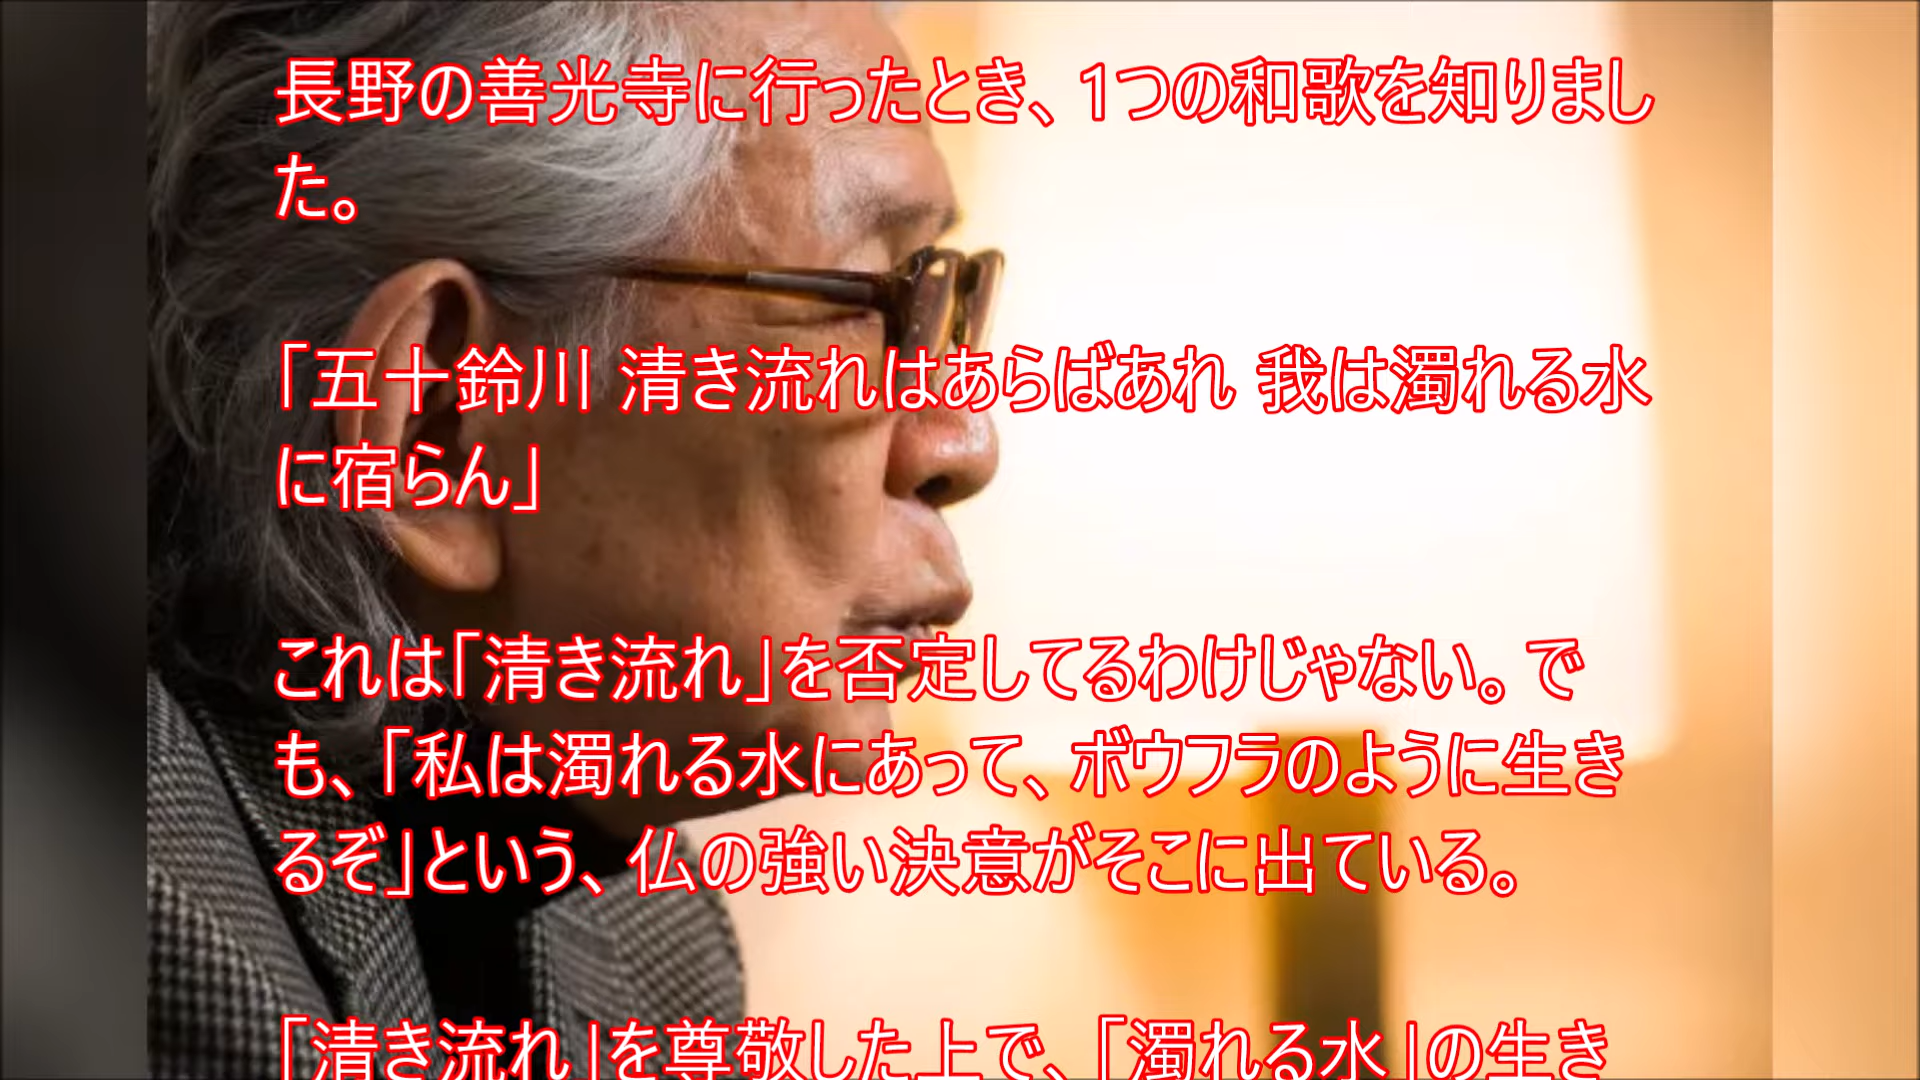 長野の善光寺に行ったとき、1つの和歌を知りまし
た。
「五十鈴川 清き流れはあらばあれ 我は濁れる水
に宿らん」
これは「清き流れ」を否定してるわけじゃない。で
も、「私は濁れる水にあって、ボウフラのように生き
るぞ」という、仏の強い決意がそこに出ている。
「清き流れ」を尊敬した上で、「濁れる水」の生き